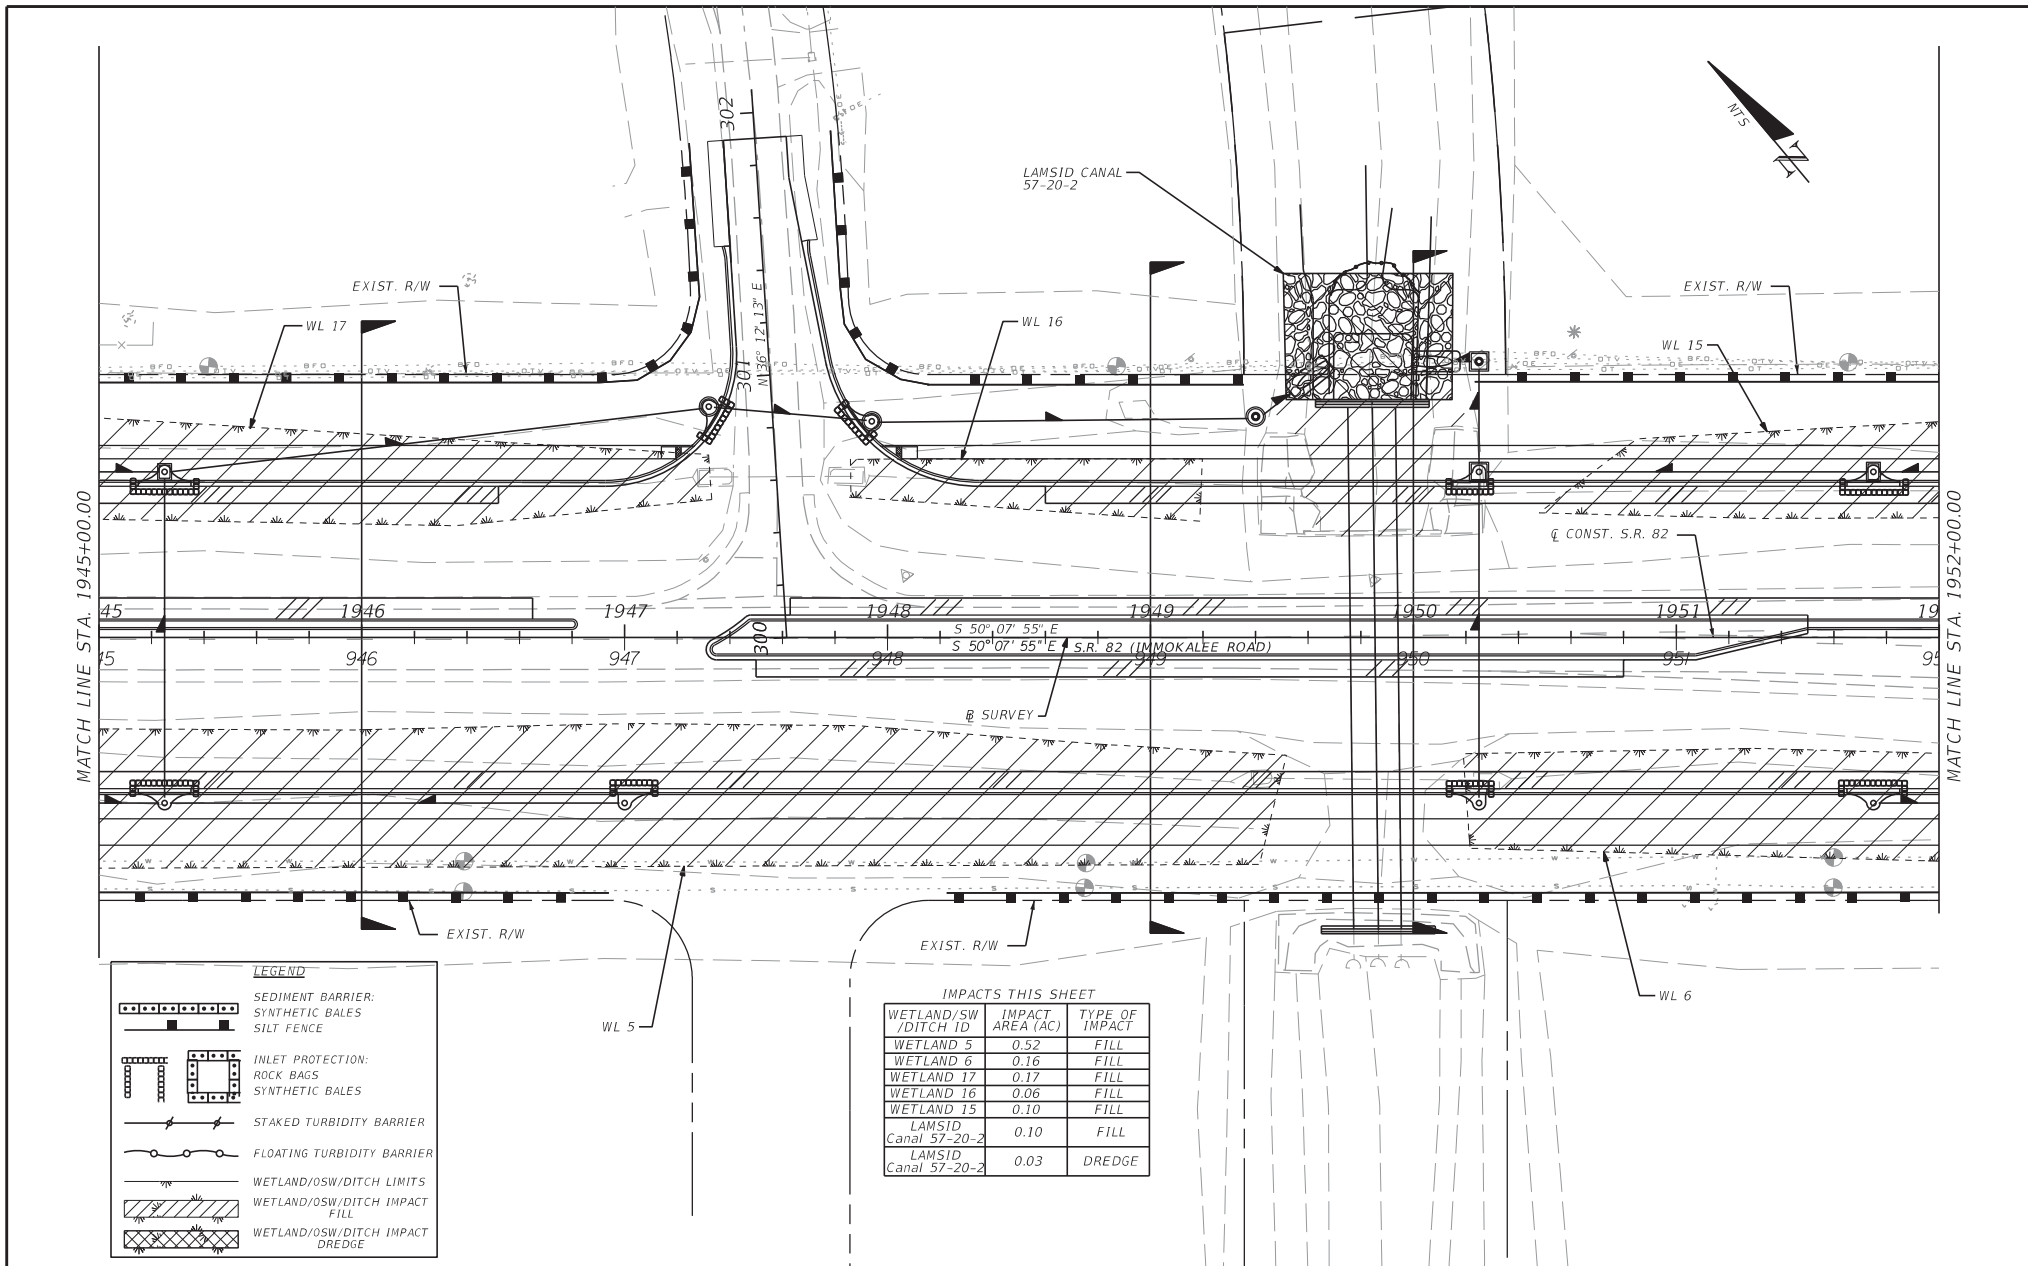 302
NTS
N
LAMSID CANAL
57-20-2
EXIST. R/W
EXIST. R/W
WL 17
WL 16
WL 15
301
N 36° 12' 13" E
300
MATCH LINE STA. 1945+00.00
MATCH LINE STA. 1952+00.00
℄ CONST. S.R. 82
45 1946 1947 1948 1949 1950 1951 19
S 50° 07' 55" E
S 50° 07' 55" E S.R. 82 (IMMOKALEE ROAD)
45 946 947 948 949 950 951 95
B SURVEY
EXIST. R/W
EXIST. R/W
WL 5
WL 6
LEGEND
SEDIMENT BARRIER:
SYNTHETIC BALES
SILT FENCE
INLET PROTECTION:
ROCK BAGS
SYNTHETIC BALES
STAKED TURBIDITY BARRIER
FLOATING TURBIDITY BARRIER
WETLAND/OSW/DITCH LIMITS
WETLAND/OSW/DITCH IMPACT
FILL
WETLAND/OSW/DITCH IMPACT
DREDGE
IMPACTS THIS SHEET
WETLAND/SW /DITCH ID IMPACT AREA (AC) TYPE OF IMPACT
WETLAND 5 0.52 FILL
WETLAND 6 0.16 FILL
WETLAND 17 0.17 FILL
WETLAND 16 0.06 FILL
WETLAND 15 0.10 FILL
LAMSID
Canal 57-20-2 0.10 FILL
LAMSID
Canal 57-20-2 0.03 DREDGE